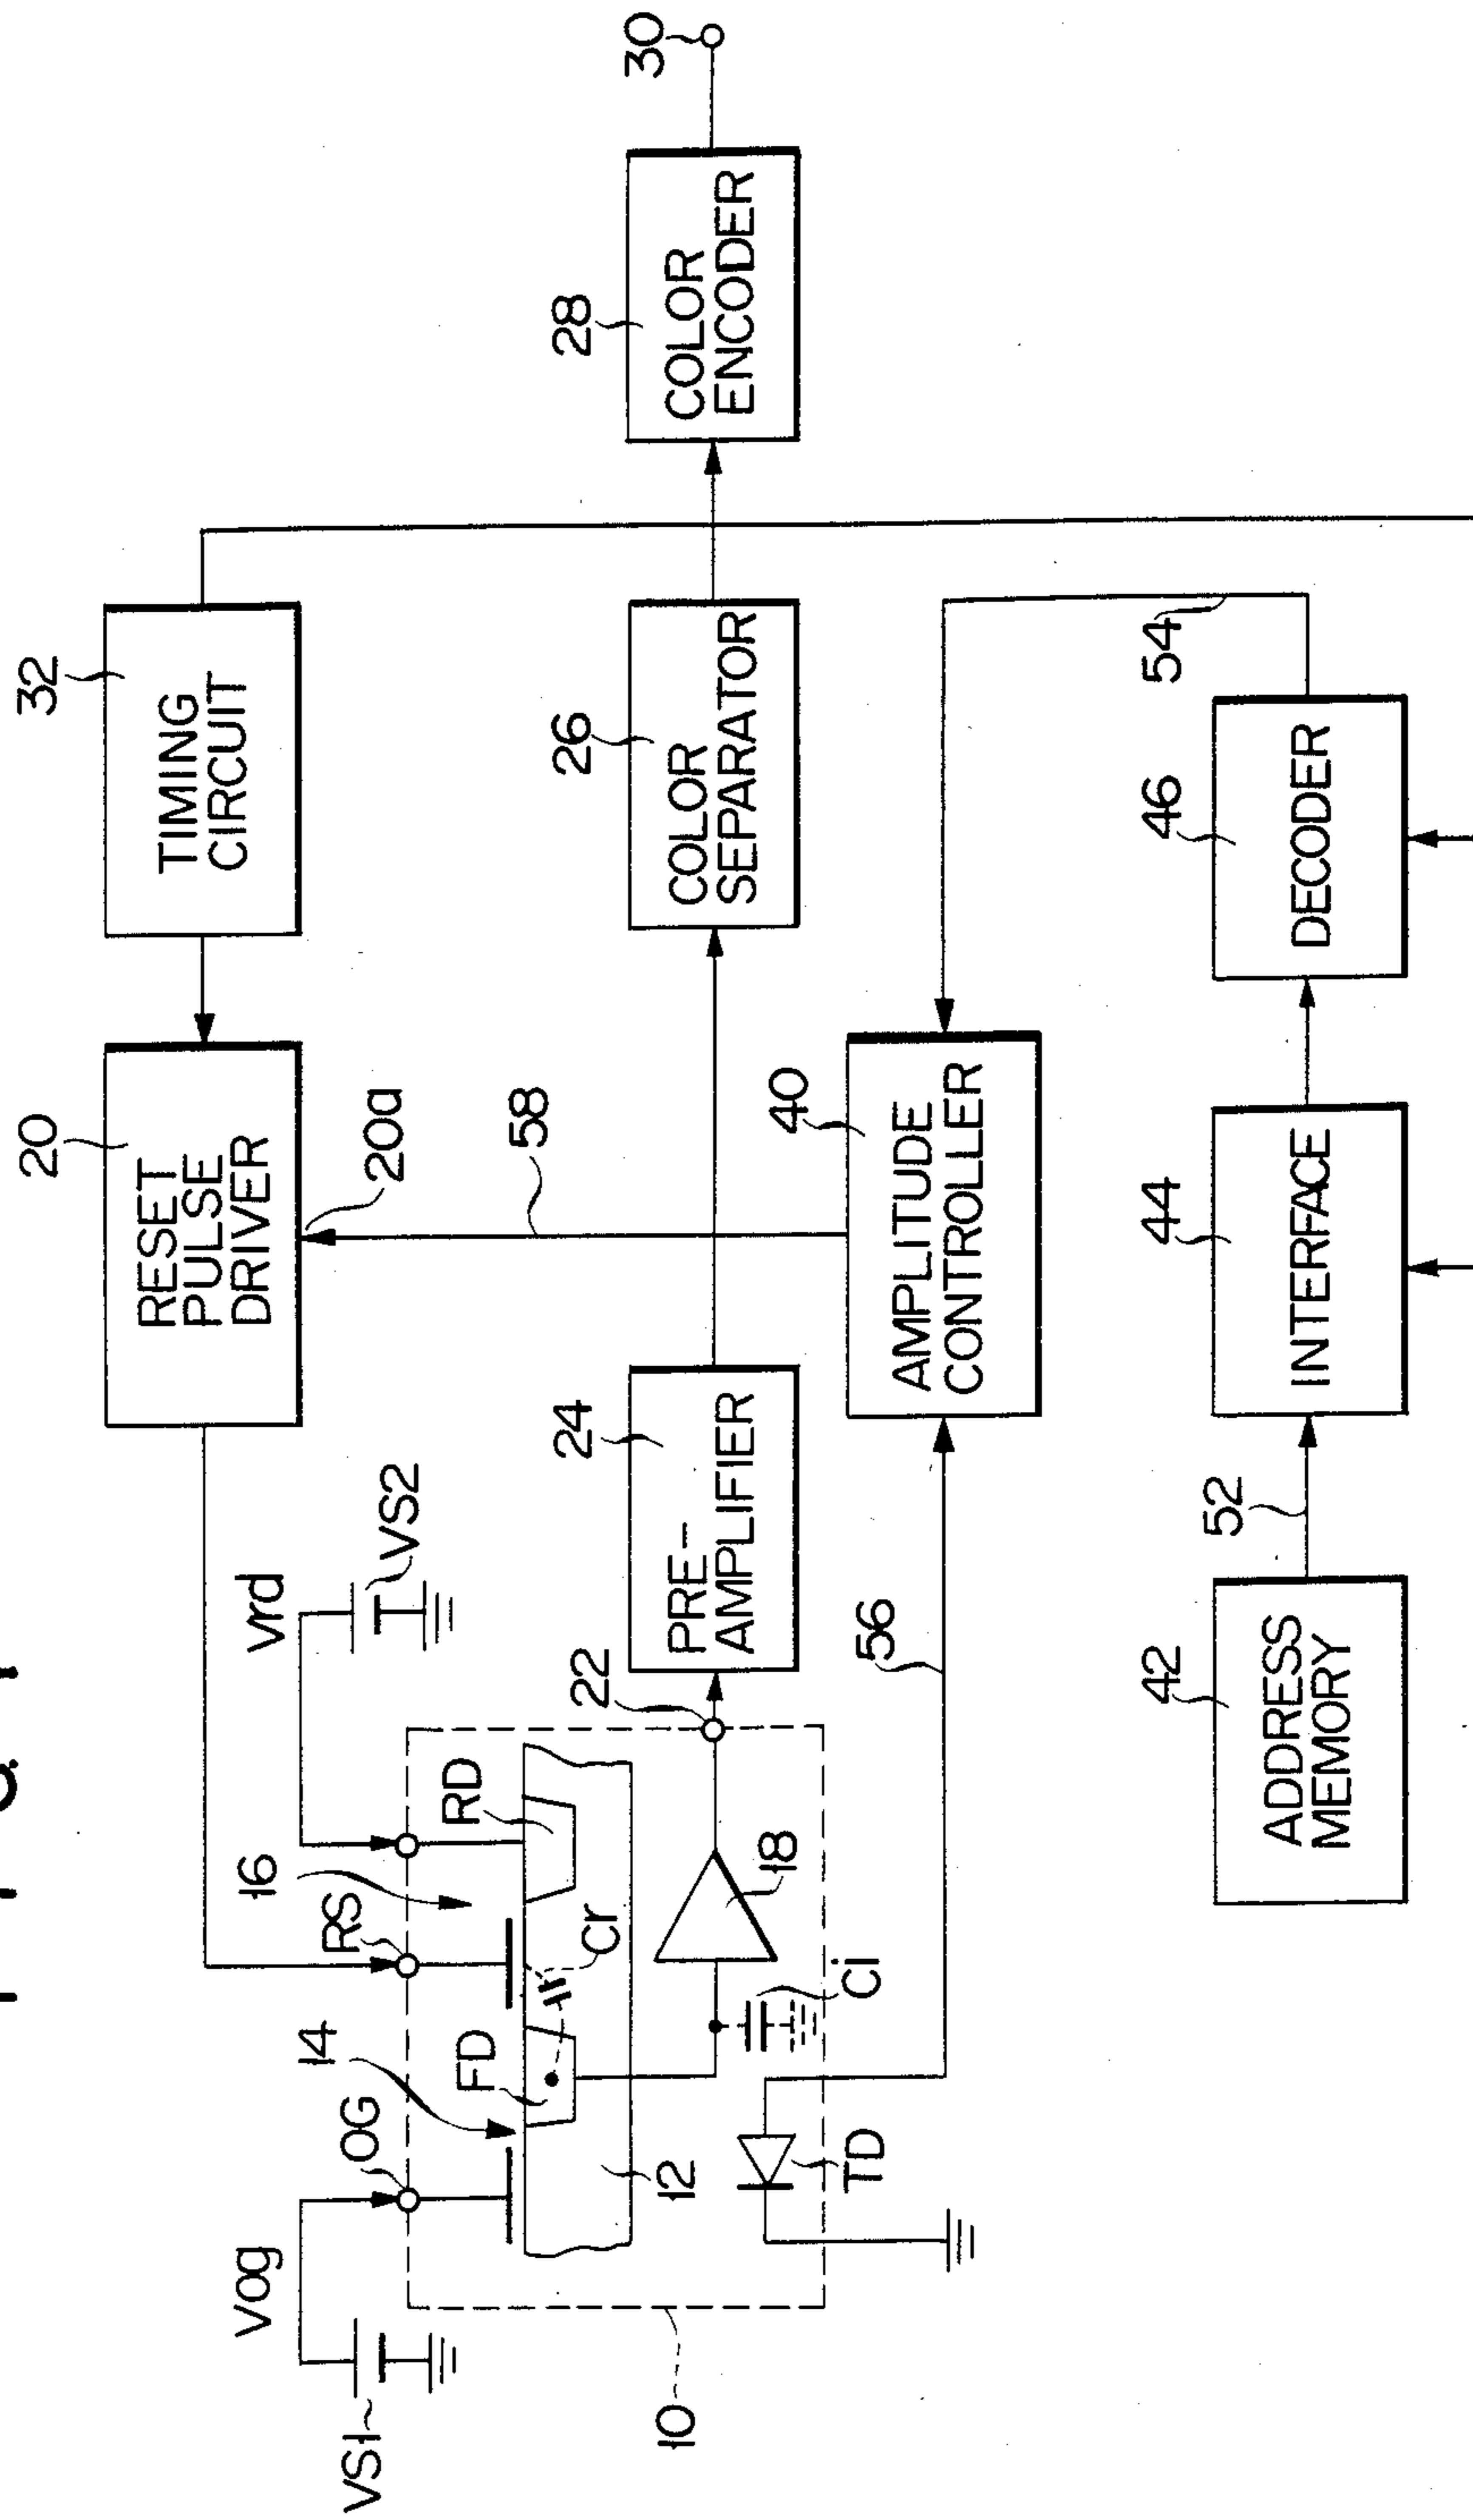 32
TIMING
CIRCUIT
20
RESET
PULSE
DRIVER
20a
58
Vrd
VS2
Vog
VS1
OG
RS
16
14
FD
RD
Cr
12
10
18
Ci
TD
22
24
PRE-
AMPLIFIER
26
COLOR
SEPARATOR
28
COLOR
ENCODER
30
40
AMPLITUDE
CONTROLLER
56
54
42
ADDRESS
MEMORY
52
44
INTERFACE
46
DECODER